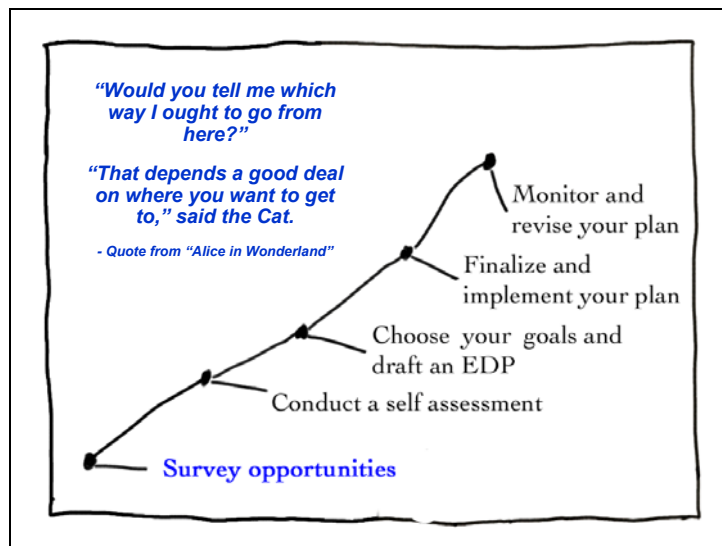 “Would you tell me which
way I ought to go from
here?”
“That depends a good deal
on where you want to get
to,” said the Cat.
- Quote from “Alice in Wonderland”
Monitor and
revise your plan
Finalize and
implement your plan
Choose your goals and
draft an EDP
Conduct a self assessment
Survey opportunities